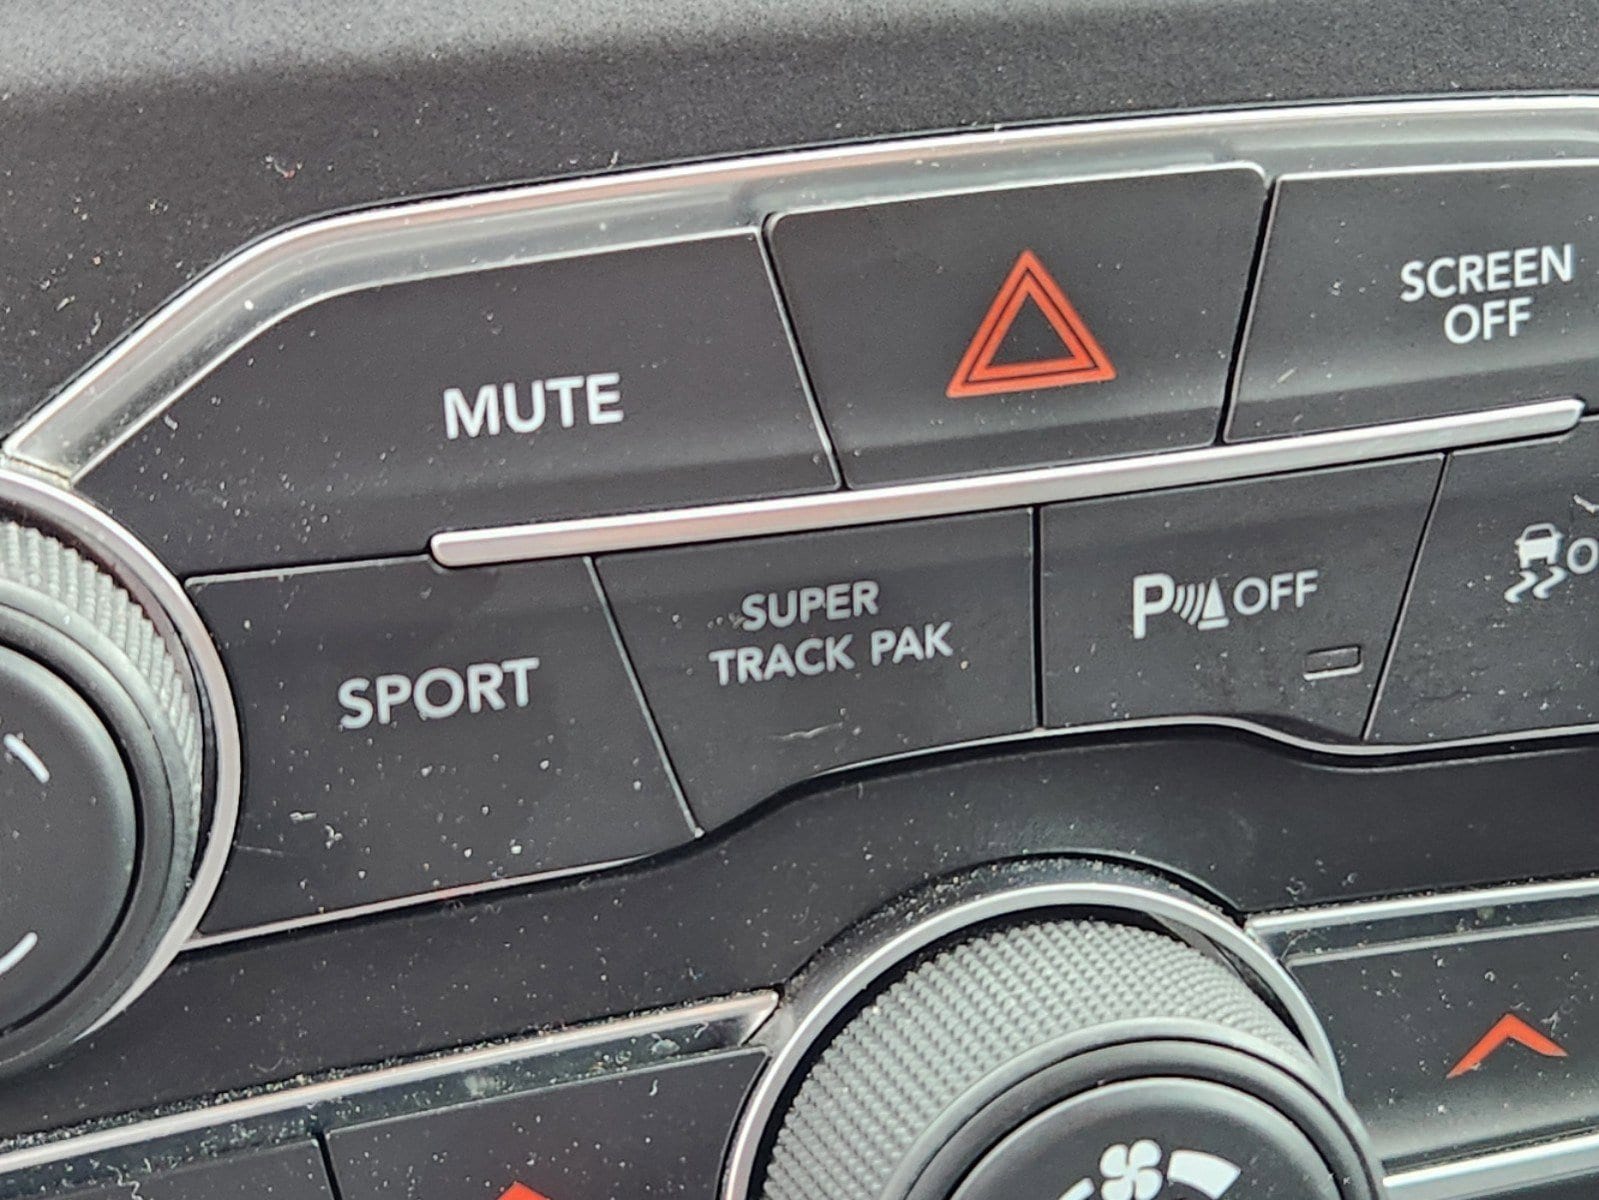 MUTE
SCREEN
OFF
SPORT
SUPER
TRACK PAK
P OFF